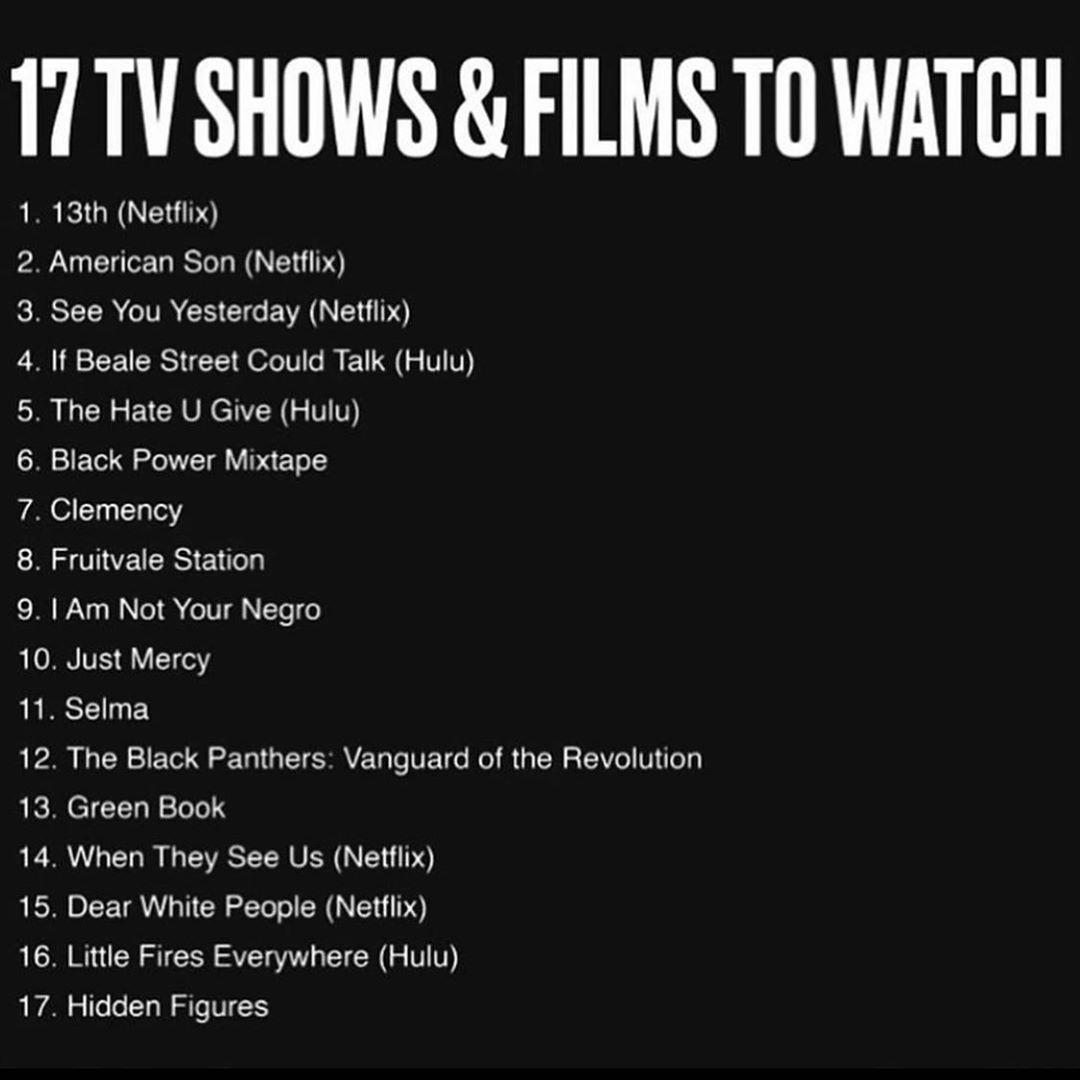 17 TV SHOWS & FILMS TO WATCH
1. 13th (Netflix)
2. American Son (Netflix)
3. See You Yesterday (Netflix)
4. If Beale Street Could Talk (Hulu)
5. The Hate U Give (Hulu)
6. Black Power Mixtape
7. Clemency
8. Fruitvale Station
9. I Am Not Your Negro
10. Just Mercy
11. Selma
12. The Black Panthers: Vanguard of the Revolution
13. Green Book
14. When They See Us (Netflix)
15. Dear White People (Netflix)
16. Little Fires Everywhere (Hulu)
17. Hidden Figures